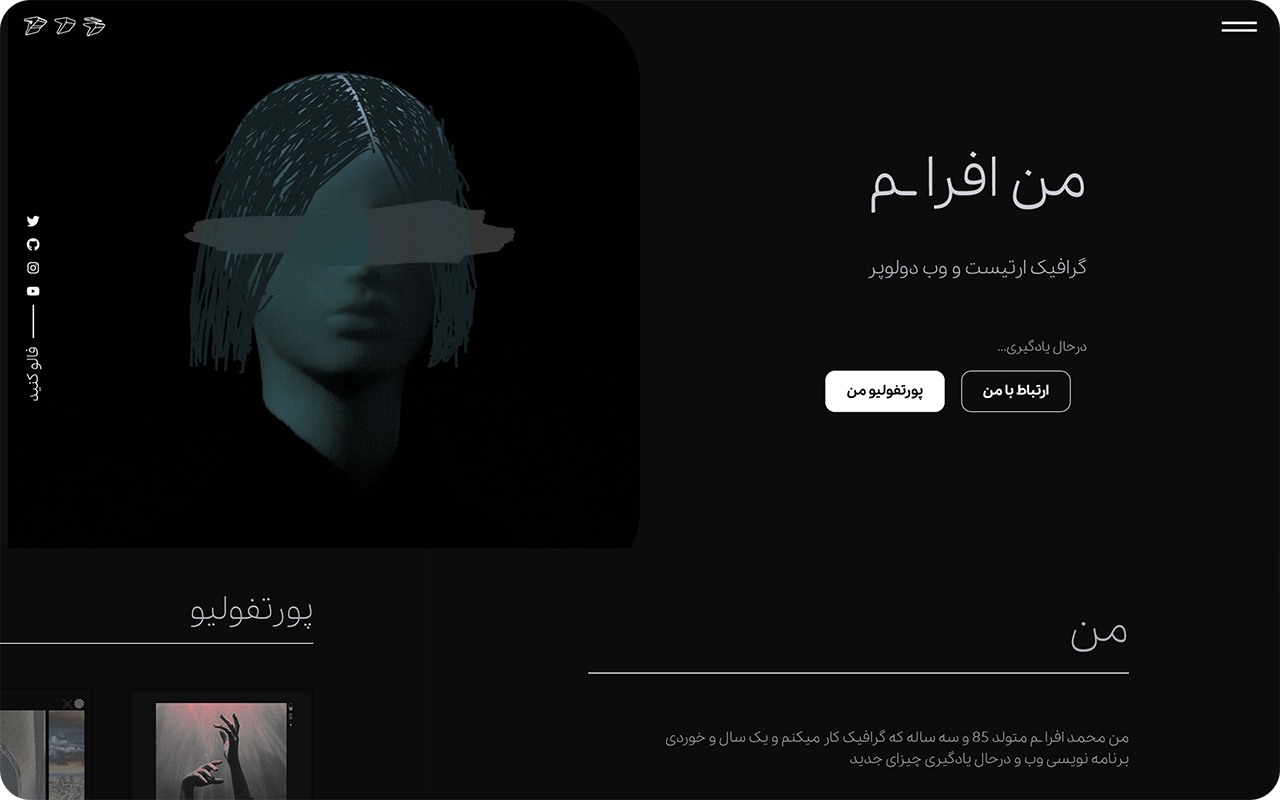 من افرا ـم
گرافیک ارتیست و وب دولوپر
درحال یادگیری...
ارتباط با من
پورتفولیو من
فالو کنید
من
من محمد افرا ـم متولد 85 و سه ساله که گرافیک کار میکنم و یک سال و خوردی
برنامه نویسی وب و درحال یادگیری چیزای جدید
پورتفولیو